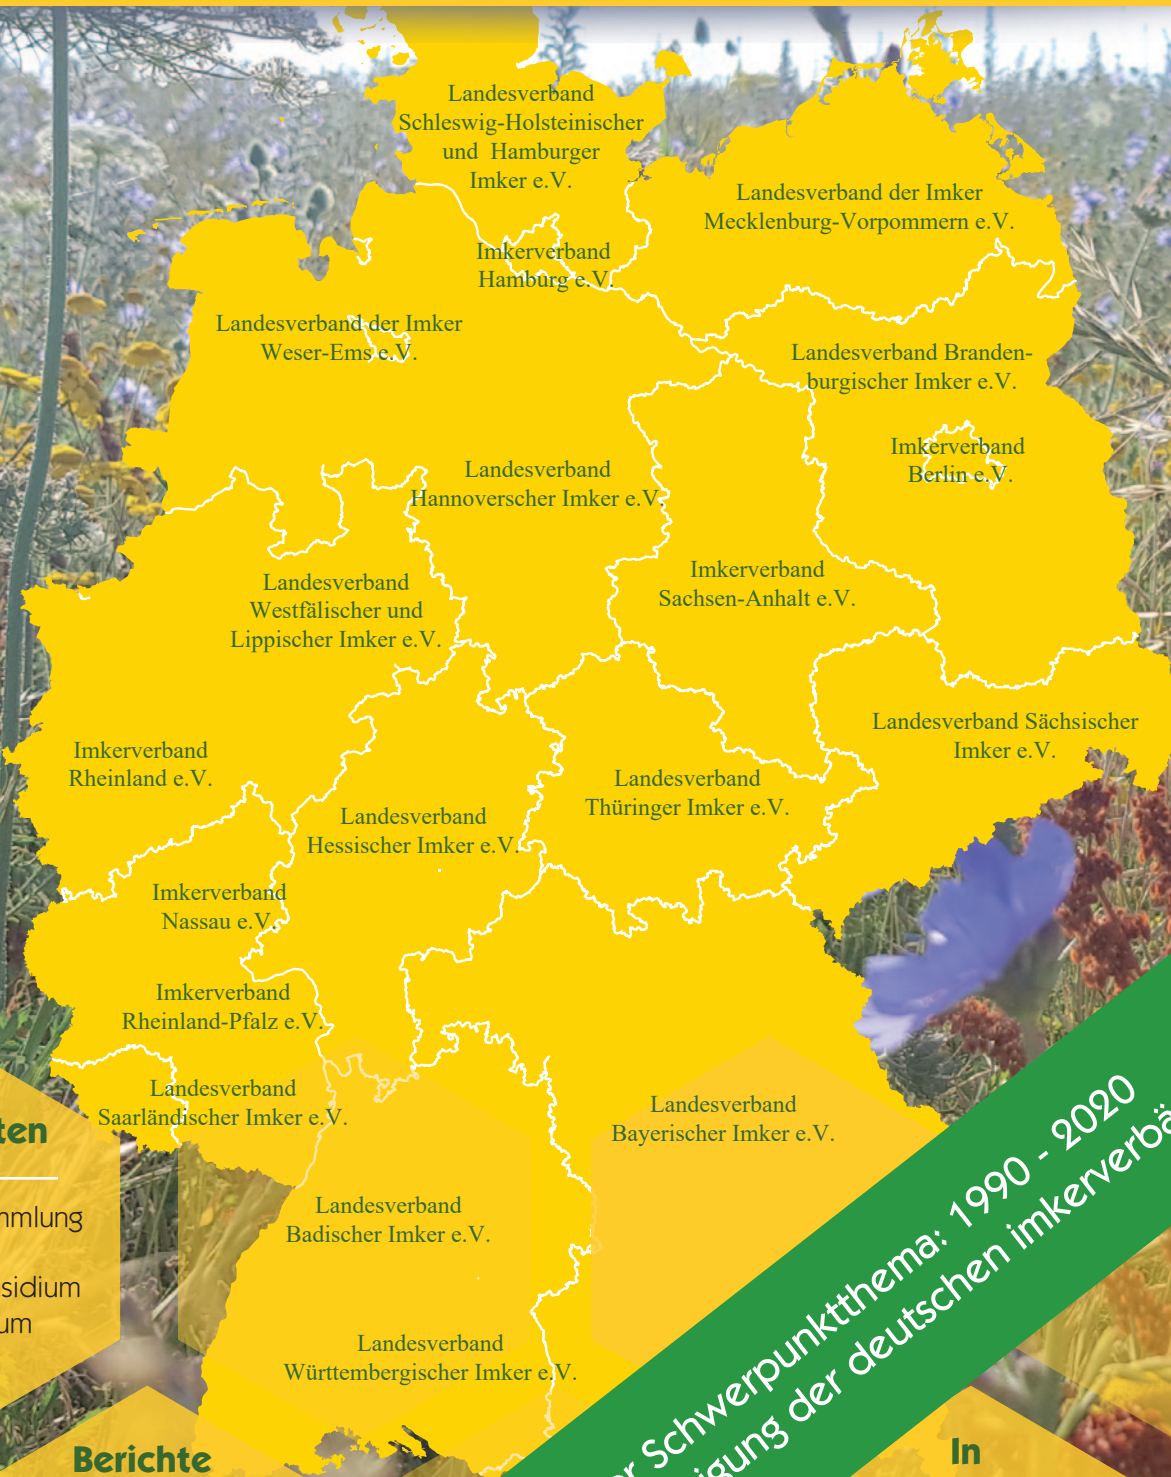 Landesverband
Schleswig-Holsteinischer
und Hamburger
Imker e.V.
Landesverband der Imker
Mecklenburg-Vorpommern e.V.
Imkerverband
Hamburg e.V.
Landesverband der Imker
Weser-Ems e.V.
Landesverband Branden-
burgischer Imker e.V.
Imkerverband
Berlin e.V.
Landesverband
Hannoverscher Imker e.V.
Imkerverband
Sachsen-Anhalt e.V.
Landesverband
Westfälischer und
Lippischer Imker e.V.
Landesverband Sächsischer
Imker e.V.
Imkerverband
Rheinland e.V.
Landesverband
Thüringer Imker e.V.
Landesverband
Hessischer Imker e.V.
Imkerverband
Nassau e.V.
Imkerverband
Rheinland-Pfalz e.V.
Landesverband
Saarländischer Imker e.V.
Landesverband
Bayerischer Imker e.V.
ten
mmlung
sidium
um
Landesverband
Badischer Imker e.V.
Landesverband
Württembergischer Imker e.V.
er Schwerpunktthema: 1990 - 2020
igung der deutschen imkerverbä
Berichte
In